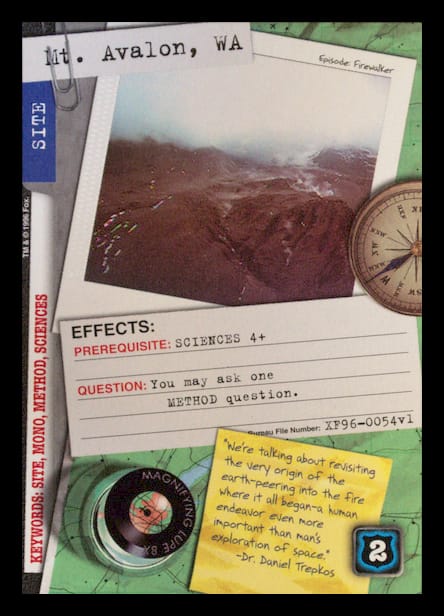 Mt. Avalon, WA
Episode: Firewalker
SITE
TM & © 1996 Fox.
KEYWORDS: SITE, MONO, METHOD, SCIENCES
EFFECTS:
PREREQUISITE: SCIENCES 4+
QUESTION: You may ask one
METHOD question.
Bureau File Number: XF96-0054v1
MAGNIFYING LUPE 8X
"We're talking about revisiting
the very origin of the
earth-peering into the fire
where it all began-a human
endeavor even more
important than man's
exploration of space."
-Dr. Daniel Trepkos
2